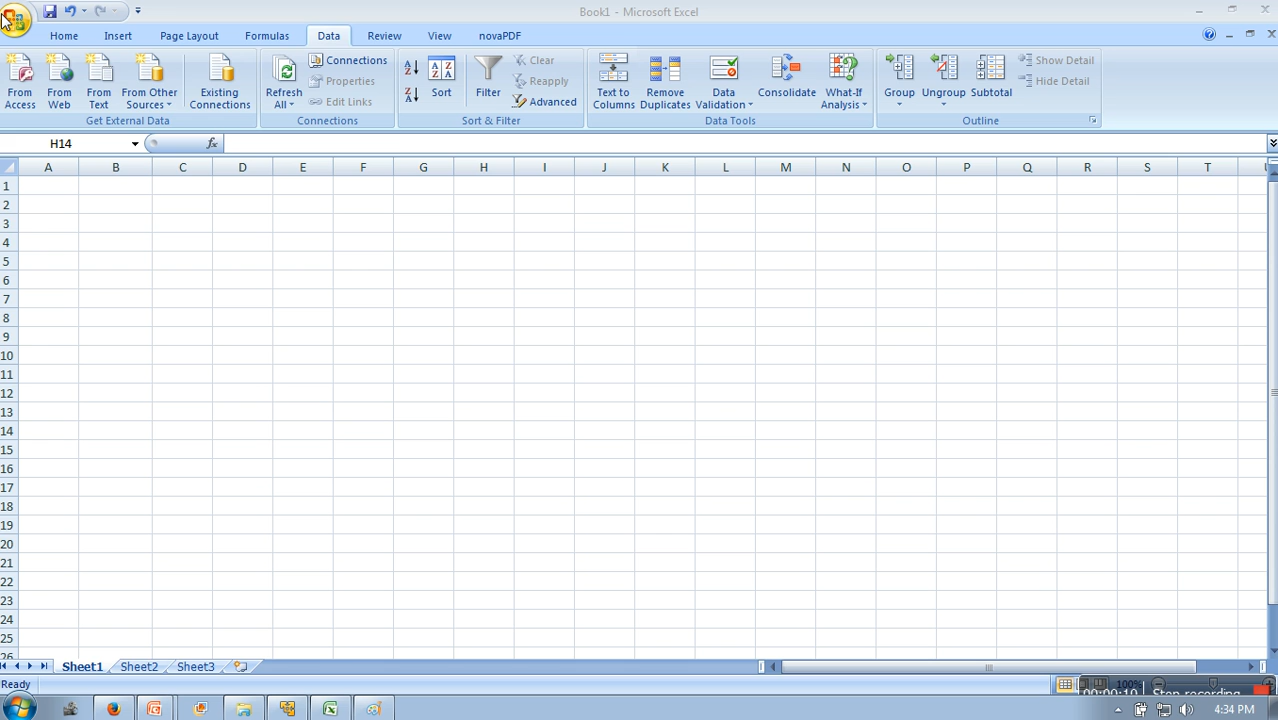 Book1 - Microsoft Excel
Home Insert Page Layout Formulas Data Review View novaPDF
From Access
From Web
From Text
From Other Sources
Existing Connections
Get External Data
Refresh All
Connections
Properties
Edit Links
Connections
Sort
Filter
Clear
Reapply
Advanced
Sort & Filter
Text to Columns
Remove Duplicates
Data Validation
Consolidate
What-If Analysis
Data Tools
Group
Ungroup
Subtotal
Show Detail
Hide Detail
Outline
H14 fx
A B C D E F G H I J K L M N O P Q R S T
1
2
3
4
5
6
7
8
9
10
11
12
13
14
15
16
17
18
19
20
21
22
23
24
25
26
Sheet1 Sheet2 Sheet3
Ready 100%
00:00:10 Stop recording
4:34 PM